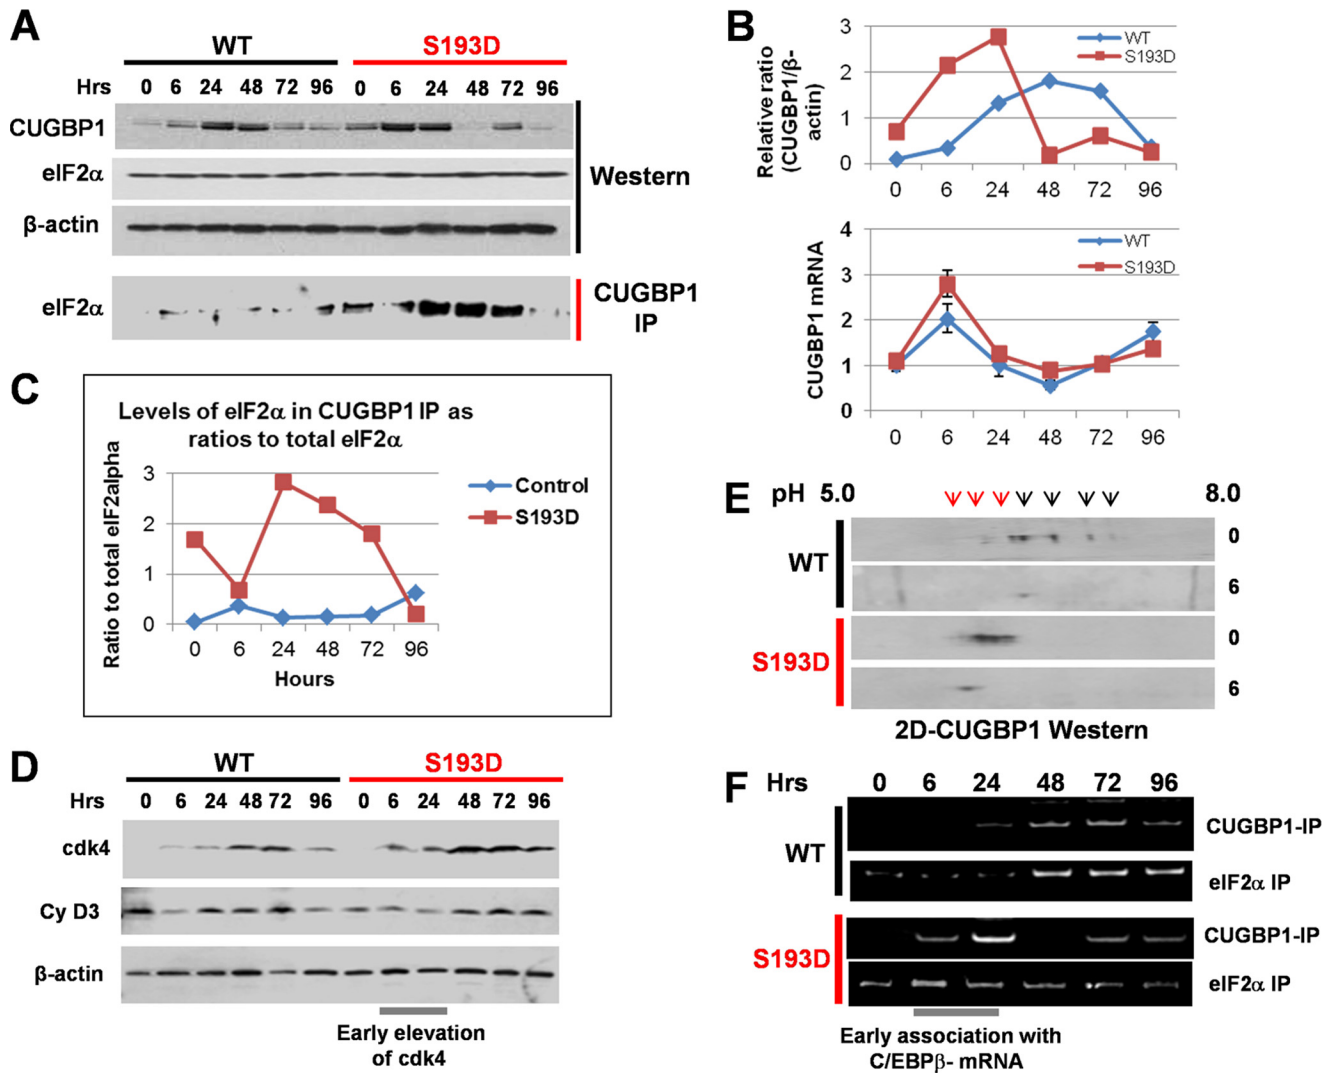 A
WT S193D
Hrs 0 6 24 48 72 96 0 6 24 48 72 96
CUGBP1
eIF2α
β-actin
Western
eIF2α
CUGBP1
IP
B
Relative ratio
(CUGBP1/β-
actin)
3
2
1
0
WT
S193D
0 6 24 48 72 96
CUGBP1 mRNA
4
3
2
1
0
WT
S193D
0 6 24 48 72 96
C
Levels of eIF2α in CUGBP1 IP as
ratios to total eIF2α
Ratio to total eIF2alpha
3
2
1
0
Control
S193D
0 6 24 48 72 96
Hours
D
WT S193D
Hrs 0 6 24 48 72 96 0 6 24 48 72 96
cdk4
Cy D3
β-actin
Early elevation
of cdk4
E
pH 5.0 8.0
WT
0
6
S193D
0
6
2D-CUGBP1 Western
F
Hrs 0 6 24 48 72 96
WT
CUGBP1-IP
eIF2α IP
S193D
CUGBP1-IP
eIF2α IP
Early association with
C/EBPβ- mRNA